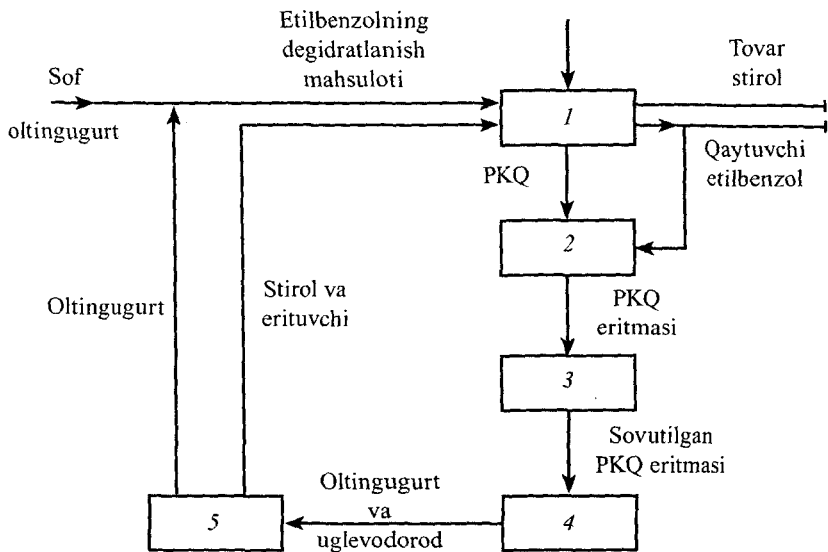 Etilbenzolning
degidratlanish
mahsuloti
Sof
oltingugurt
Tovar
stirol
1
Qaytuvchi
etilbenzol
PKQ
2
Oltingugurt
Stirol va
erituvchi
PKQ
eritmasi
3
Sovutilgan
PKQ eritmasi
Oltingugurt
va
uglevodorod
5
4